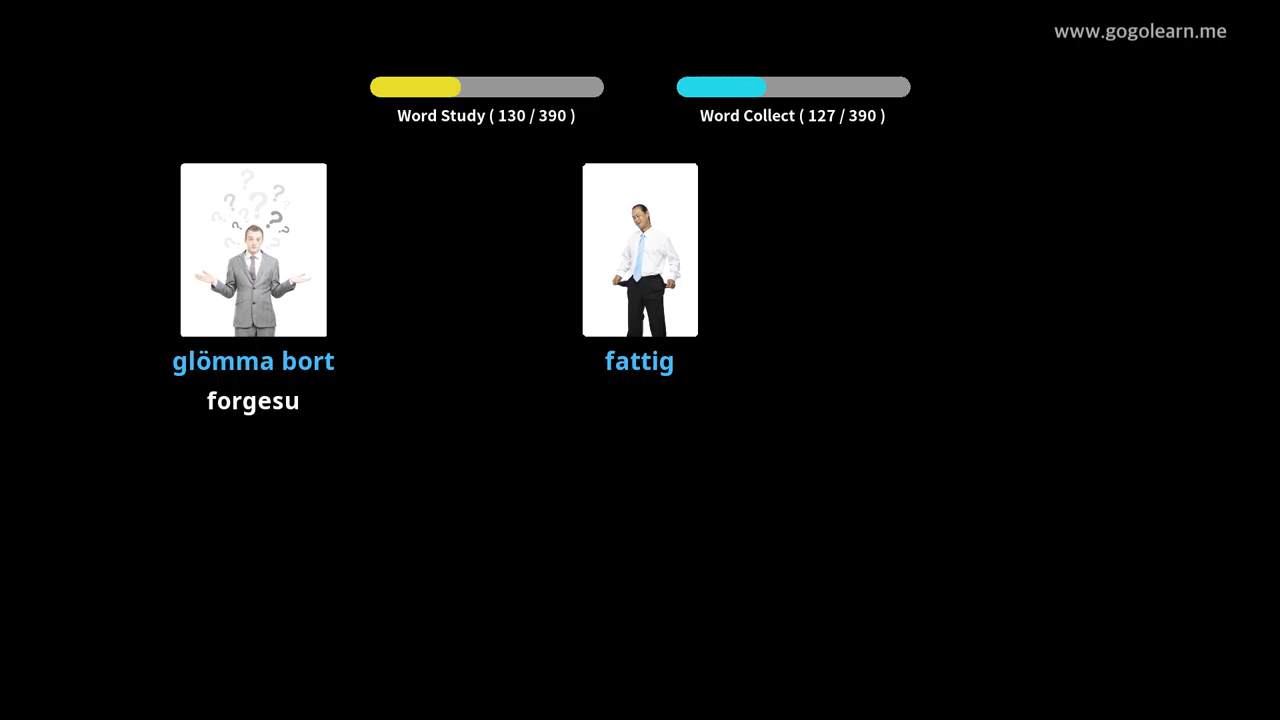 www.gogolearn.me
Word Study ( 130 / 390 )
Word Collect ( 127 / 390 )
glömma bort
forgesu
fattig